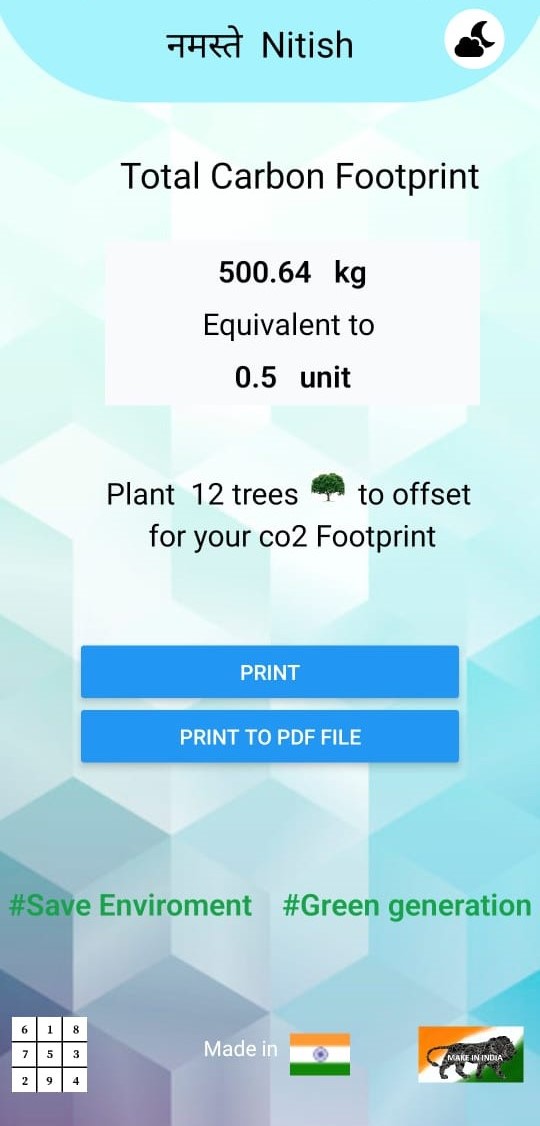 नमस्ते Nitish
Total Carbon Footprint
500.64 kg
Equivalent to
0.5 unit
Plant 12 trees to offset
for your co2 Footprint
PRINT
PRINT TO PDF FILE
#Save Enviroment #Green generation
6 1 8
7 5 3
2 9 4
Made in
MAKE IN INDIA